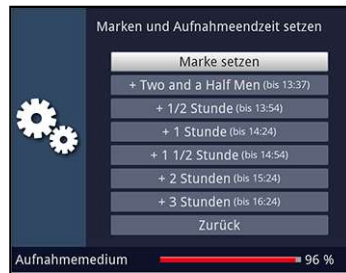 Marken und Aufnahmeendzeit setzen
Marke setzen
+ Two and a Half Men (bis 13:37)
+ 1/2 Stunde (bis 13:54)
+ 1 Stunde (bis 14:24)
+ 1 1/2 Stunde (bis 14:54)
+ 2 Stunden (bis 15:24)
+ 3 Stunden (bis 16:24)
Zurück
Aufnahmemedium 96 %